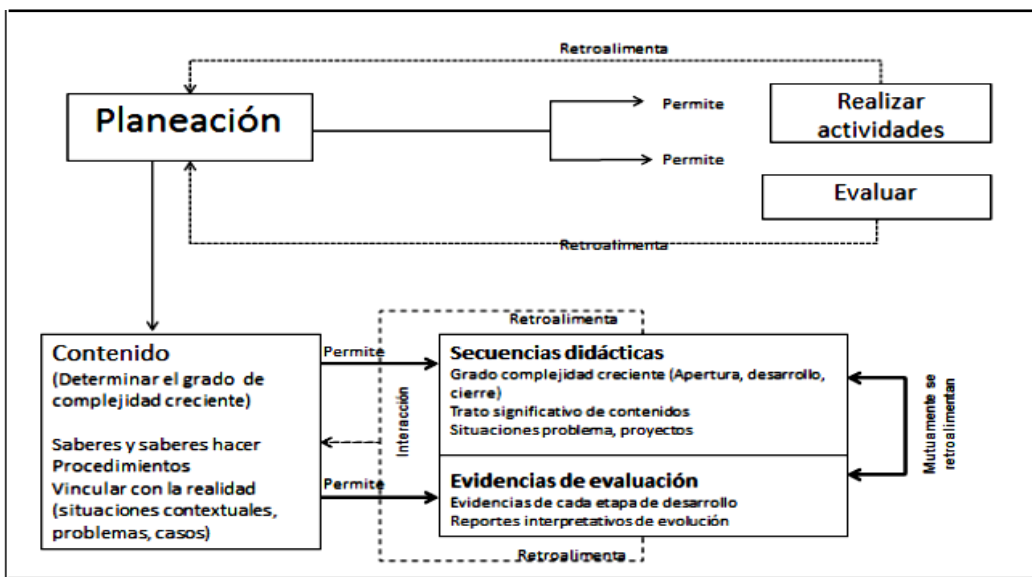 Retroalimenta
Planeación
Permite
Realizar
actividades
Permite
Evaluar
Retroalimenta
Retroalimenta
Contenido
(Determinar el grado de
complejidad creciente)
Saberes y saberes hacer
Procedimientos
Vincular con la realidad
(situaciones contextuales,
problemas, casos)
Permite
Permite
Interacción
Secuencias didácticas
Grado complejidad creciente (Apertura, desarrollo,
cierre)
Trato significativo de contenidos
Situaciones problema, proyectos
Evidencias de evaluación
Evidencias de cada etapa de desarrollo
Reportes interpretativos de evolución
Mutuamente se
retroalimentan
Retroalimenta